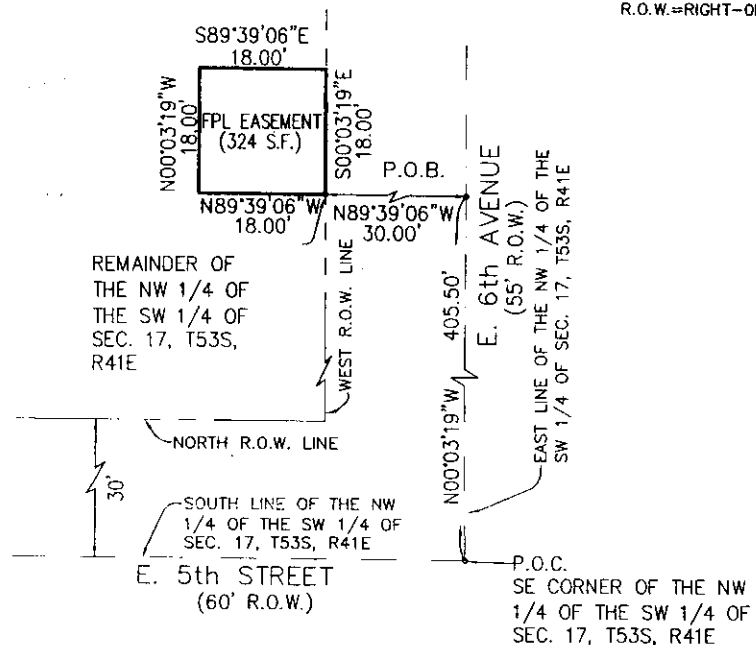 R.O.W.=RIGHT-O
S89°39'06"E
18.00'
N00°03'19"W
18.00'
FPL EASEMENT
(324 S.F.)
S00°03'19"E
18.00'
P.O.B.
N89°39'06"W
18.00'
N89°39'06"W
30.00'
REMAINDER OF
THE NW 1/4 OF
THE SW 1/4 OF
SEC. 17, T53S,
R41E
WEST R.O.W. LINE
405.50'
N00°03'19"W
E. 6th AVENUE
(55' R.O.W.)
EAST LINE OF THE NW 1/4 OF THE
SW 1/4 OF SEC. 17, T53S, R41E
NORTH R.O.W. LINE
30'
SOUTH LINE OF THE NW
1/4 OF THE SW 1/4 OF
SEC. 17, T53S, R41E
E. 5th STREET
(60' R.O.W.)
P.O.C.
SE CORNER OF THE NW
1/4 OF THE SW 1/4 OF
SEC. 17, T53S, R41E